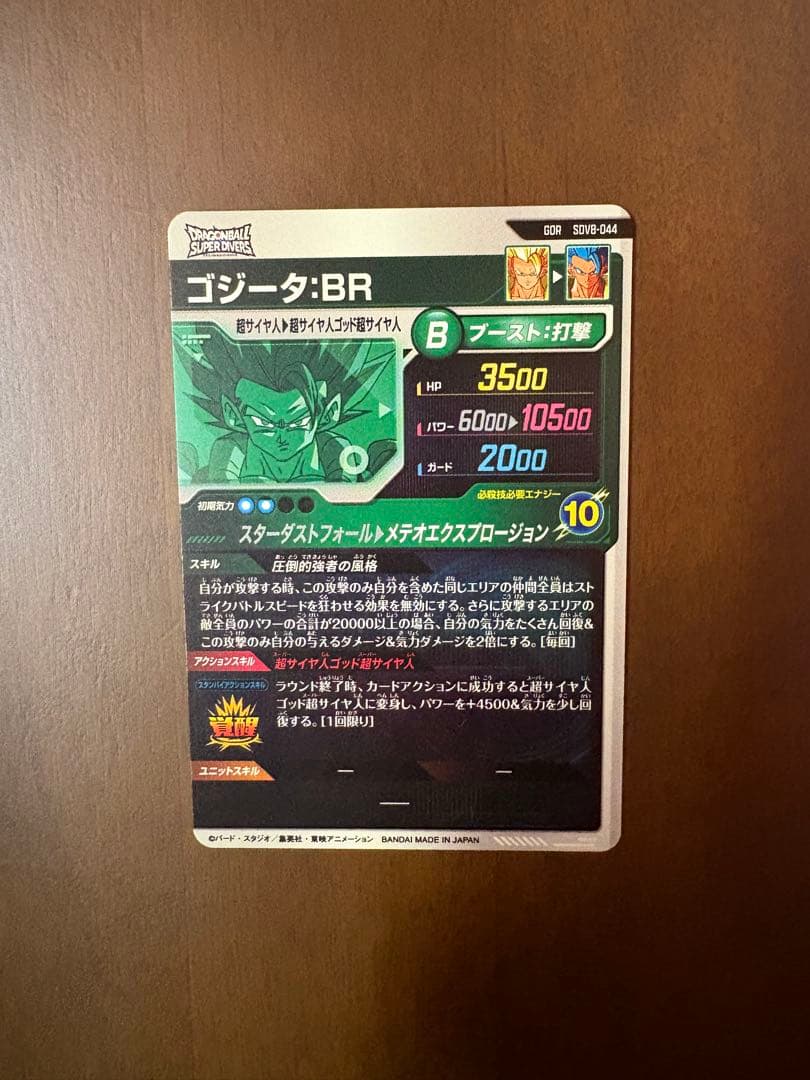 DRAGONBALL
SUPER DIVERS
GDR SDV8-044
ゴジータ:BR
超サイヤ人▶超サイヤ人ゴッド超サイヤ人
B ブースト:打撃
HP 3500
パワー 6000▶10500
ガード 2000
初期気力
必殺技必要エナジー
10
スターダストフォール▶メテオエクスプロージョン
スキル 圧倒的強者の風格
自分が攻撃する時、この攻撃のみ自分を含めた同じエリアの仲間全員はスト
ライクバトルスピードを狂わせる効果を無効にする。さらに攻撃するエリアの
敵全員のパワーの合計が20000以上の場合、自分の気力をたくさん回復&
この攻撃のみ自分の与えるダメージ&気力ダメージを2倍にする。[毎回]
アクションスキル 超サイヤ人ゴッド超サイヤ人
スタンバイアクションスキル
覚醒
ラウンド終了時、カードアクションに成功すると超サイヤ人
ゴッド超サイヤ人に変身し、パワーを+4500&気力を少し回
復する。[1回限り]
ユニットスキル ― ―
―
©バード・スタジオ/集英社・東映アニメーション BANDAI MADE IN JAPAN